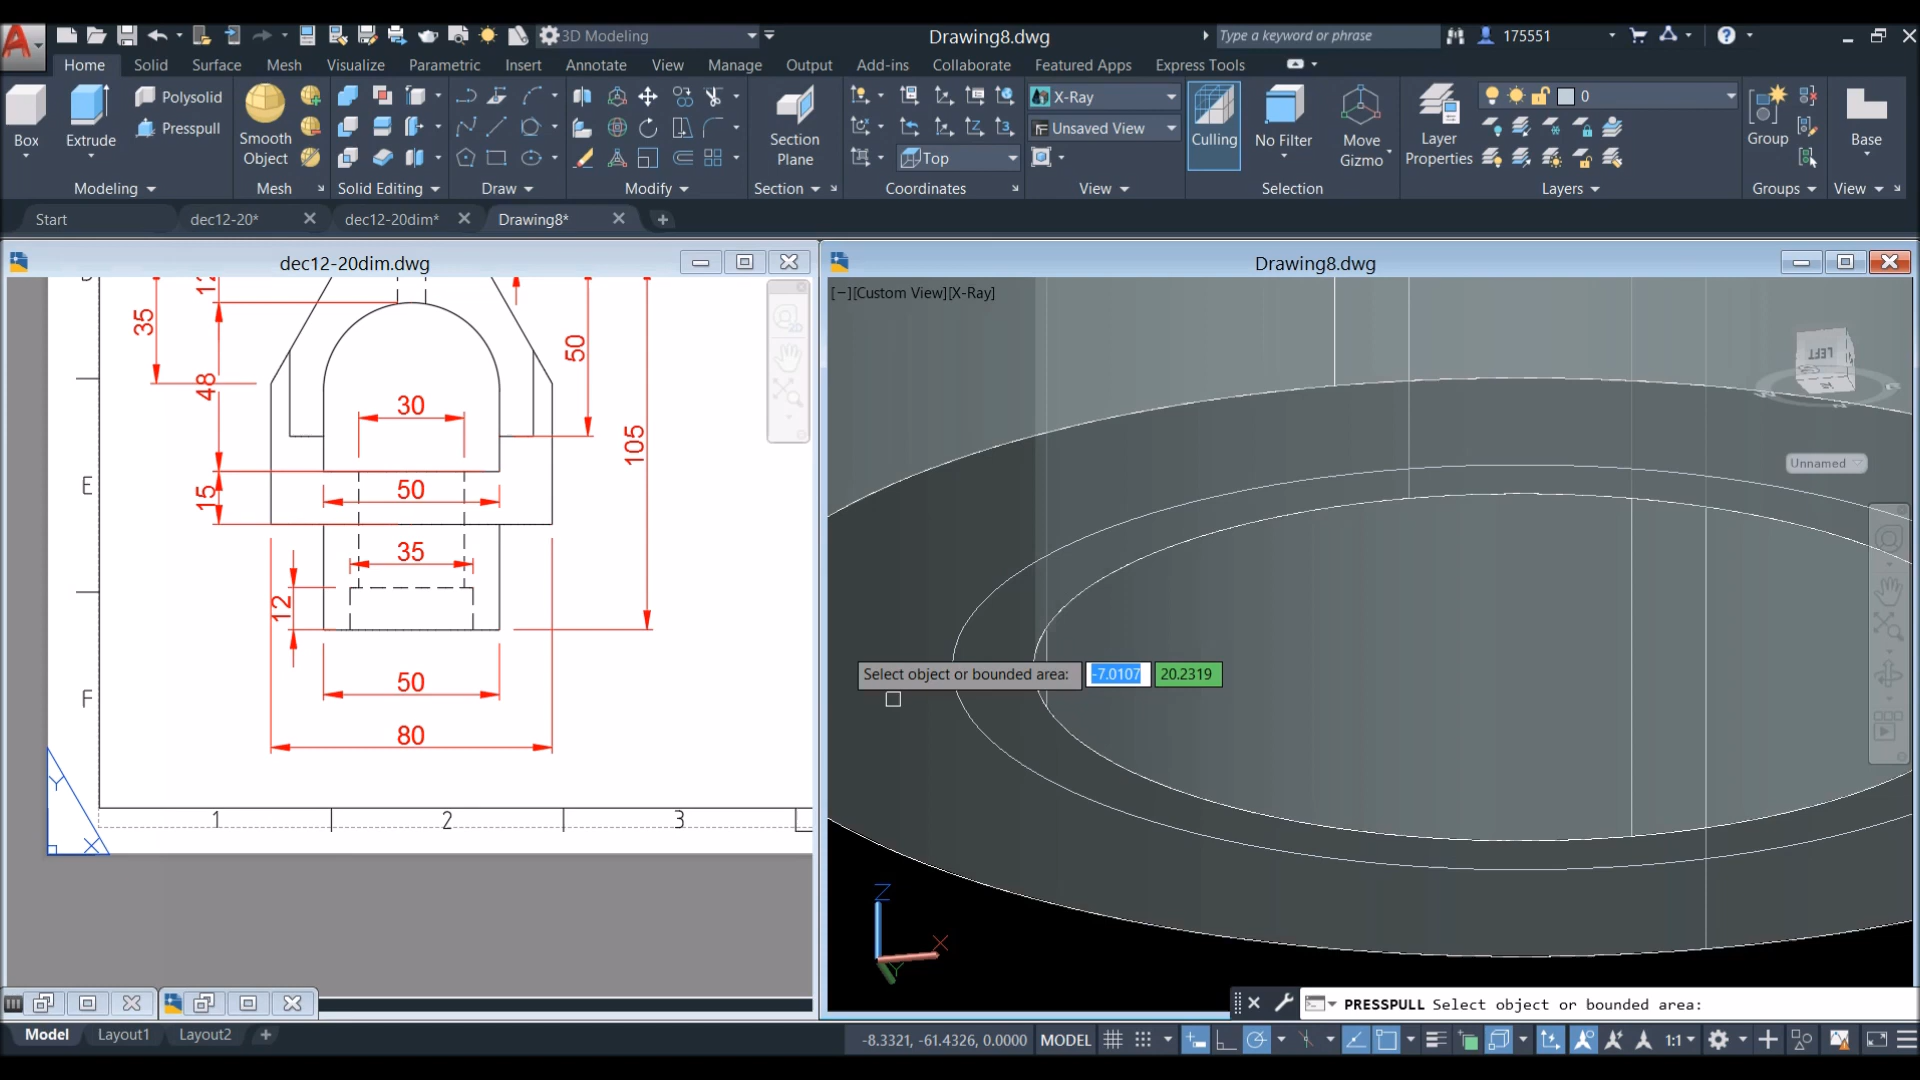 3D Modeling
Drawing8.dwg
Type a keyword or phrase
175551
Home
Solid
Surface
Mesh
Visualize
Parametric
Insert
Annotate
View
Manage
Output
Add-ins
Collaborate
Featured Apps
Express Tools
Box
Extrude
Polysolid
Presspull
Smooth
Object
Section
Plane
X-Ray
Unsaved View
Top
Culling
No Filter
Move
Gizmo
Layer
Properties
0
Group
Base
Modeling
Mesh
Solid Editing
Draw
Modify
Section
Coordinates
View
Selection
Layers
Groups
View
Start
dec12-20*
dec12-20dim*
Drawing8*
dec12-20dim.dwg
Drawing8.dwg
[−][Custom View][X-Ray]
LEFT
Unnamed
12
35
48
50
30
105
E
15
50
35
12
50
F
80
1
2
3
Y
X
Select object or bounded area:
-7.0107
20.2319
Z
X
Y
PRESSPULL Select object or bounded area:
Model
Layout1
Layout2
-8.3321, -61.4326, 0.0000
MODEL
1:1